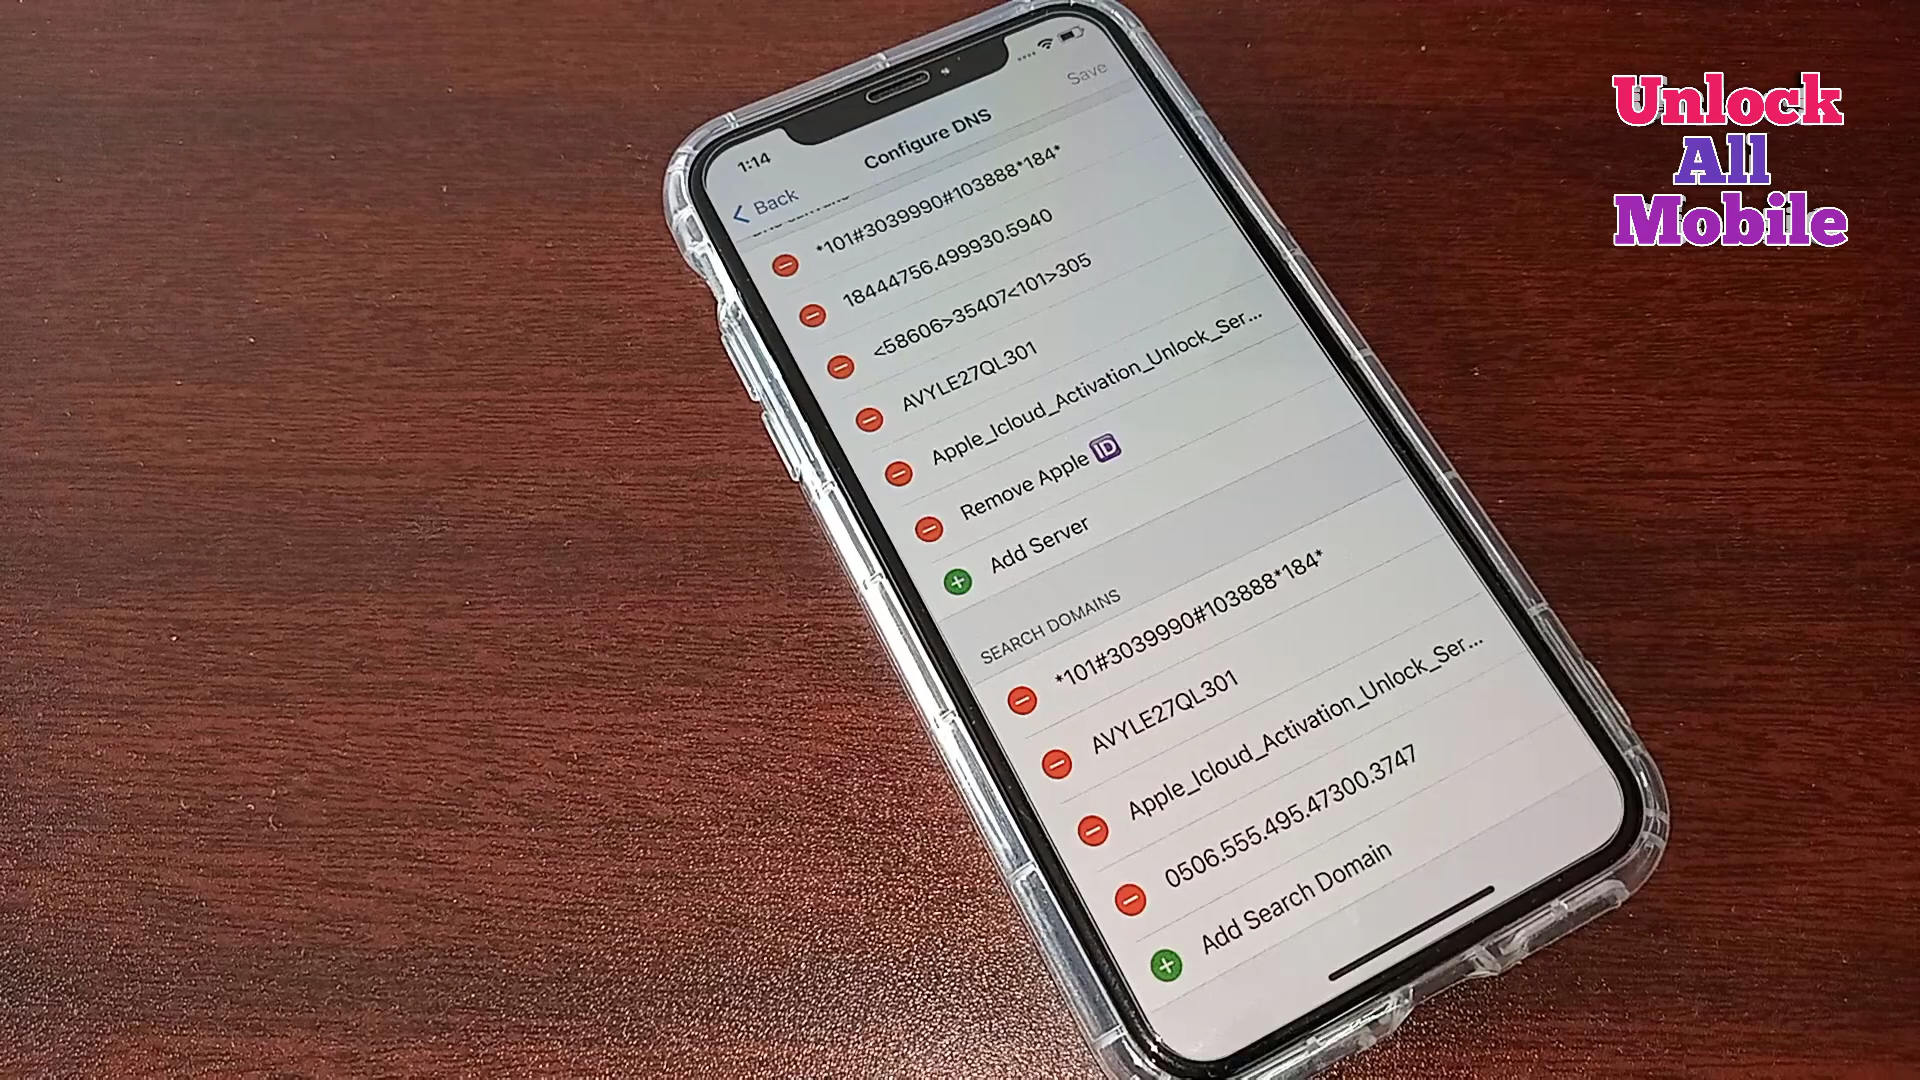 1:14
Save
Back
Configure DNS
*101#3039990#103888*184*
18444756.499930.5940
<58606>35407<101>305
AVYLE27QL301
Apple_Icloud_Activation_Unlock_Ser...
Remove Apple 🆔
Add Server
SEARCH DOMAINS
*101#3039990#103888*184*
AVYLE27QL301
Apple_Icloud_Activation_Unlock_Ser...
0506.555.495.47300.3747
Add Search Domain
Unlock
All
Mobile